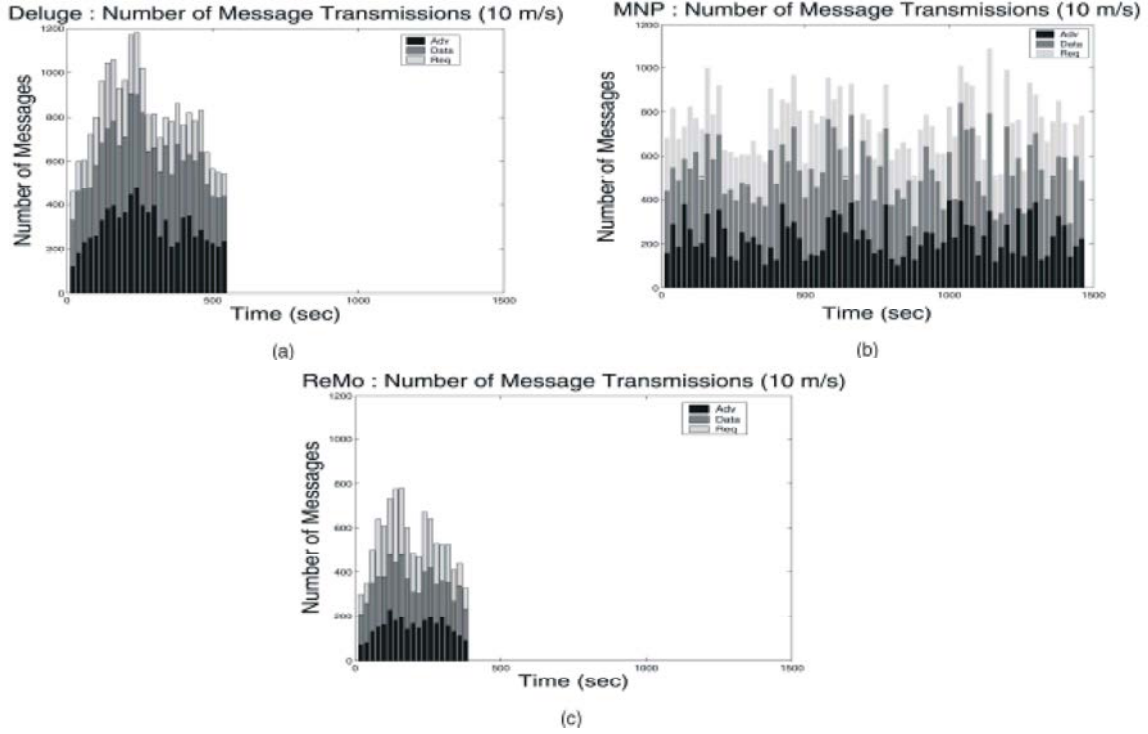 Deluge : Number of Message Transmissions (10 m/s)
1200
1000
800
600
400
200
0
Number of Messages
Adv
Data
Req
0
500
1000
1500
Time (sec)
(a)
MNP : Number of Message Transmissions (10 m/s)
1200
1000
800
600
400
200
0
Number of Messages
Adv
Data
Req
0
500
1000
1500
Time (sec)
(b)
ReMo : Number of Message Transmissions (10 m/s)
1200
1000
800
600
400
200
0
Number of Messages
Adv
Data
Req
0
500
1000
1500
Time (sec)
(c)